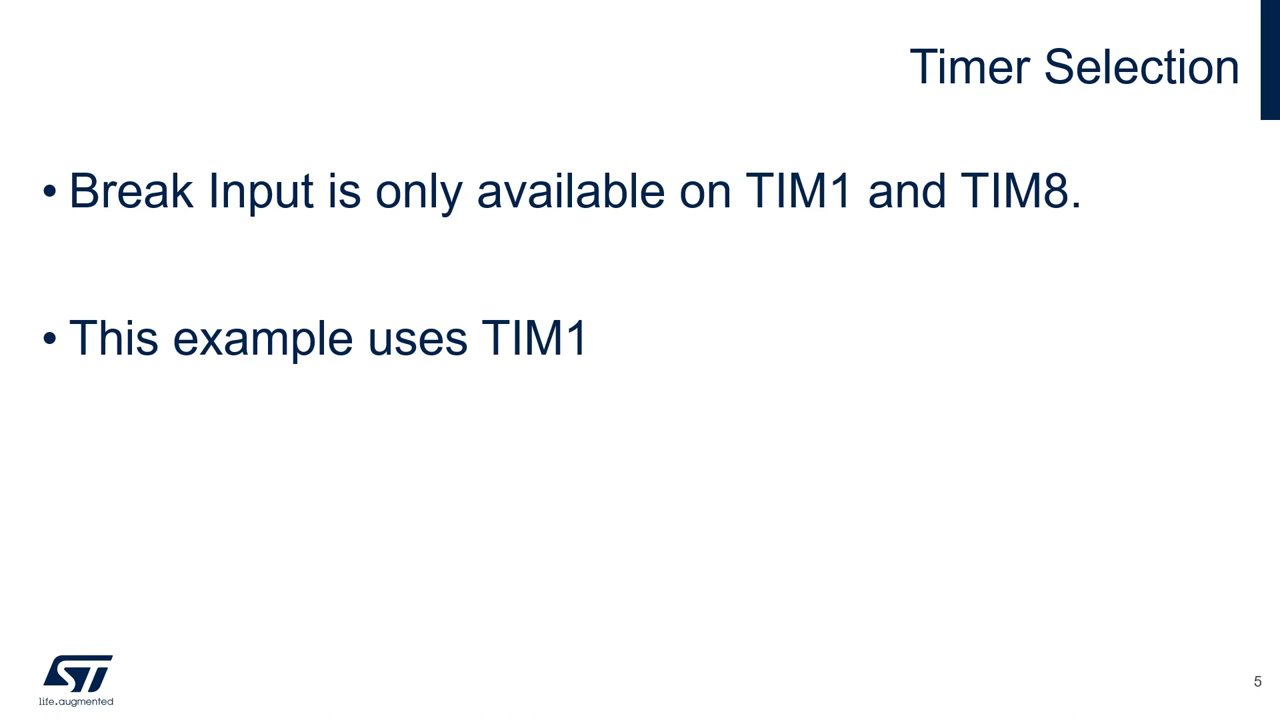 Timer Selection
• Break Input is only available on TIM1 and TIM8.
• This example uses TIM1
ST
life.augmented
5